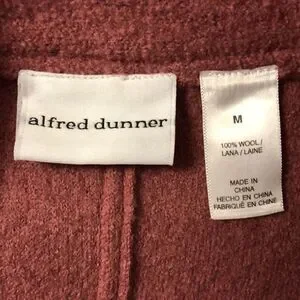 alfred dunner
M
100% WOOL/
LANA / LAINE
MADE IN
CHINA
HECHO EN CHINA
FABRIQUÉ EN CHINE